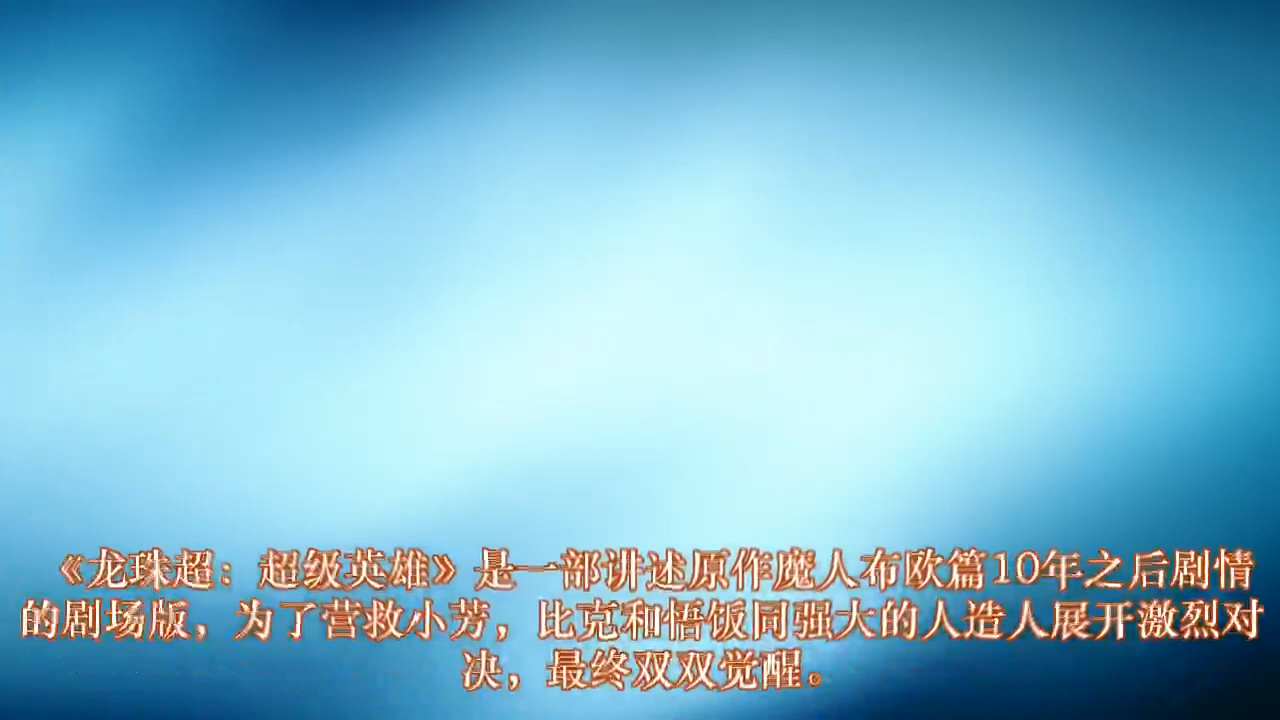 《龙珠超：超级英雄》是一部讲述原作魔人布欧篇10年之后剧情
的剧场版，为了营救小芳，比克和悟饭同强大的人造人展开激烈对
决，最终双双觉醒。